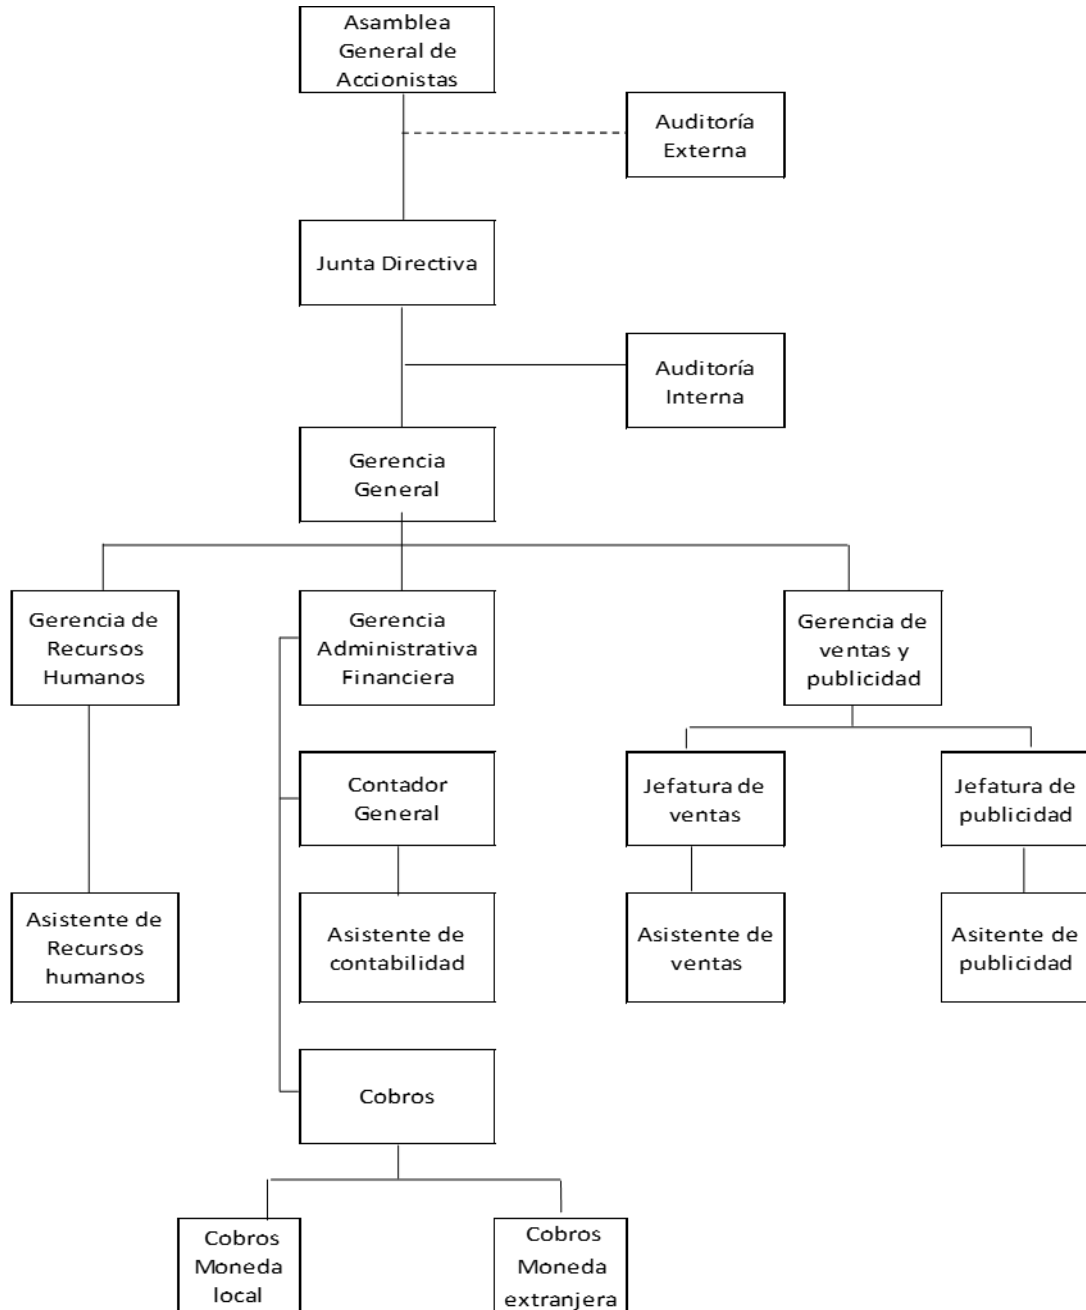 Asamblea
General de
Accionistas
Auditoría
Externa
Junta Directiva
Auditoría
Interna
Gerencia
General
Gerencia de
Recursos
Humanos
Gerencia
Administrativa
Financiera
Gerencia de
ventas y
publicidad
Contador
General
Jefatura de
ventas
Jefatura de
publicidad
Asistente de
Recursos
humanos
Asistente de
contabilidad
Asistente de
ventas
Asitente de
publicidad
Cobros
Cobros
Moneda
local
Cobros
Moneda
extranjera